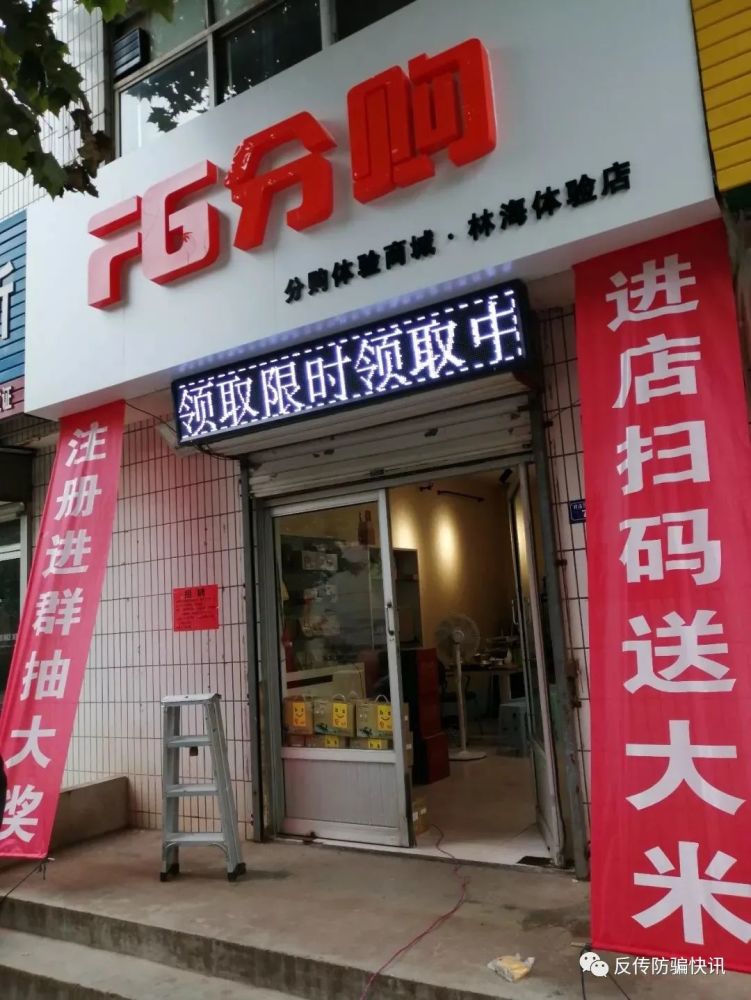 FG分购
分购体验商城·林海体验店
领取限时领取中
注册进群抽大奖
进店扫码送大米
招聘
反传防骗快讯